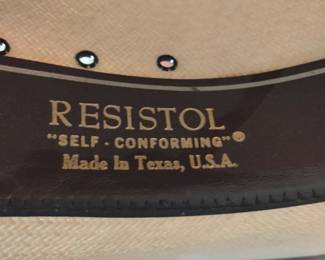 RESISTOL
"SELF-CONFORMING"®
Made In Texas, U.S.A.